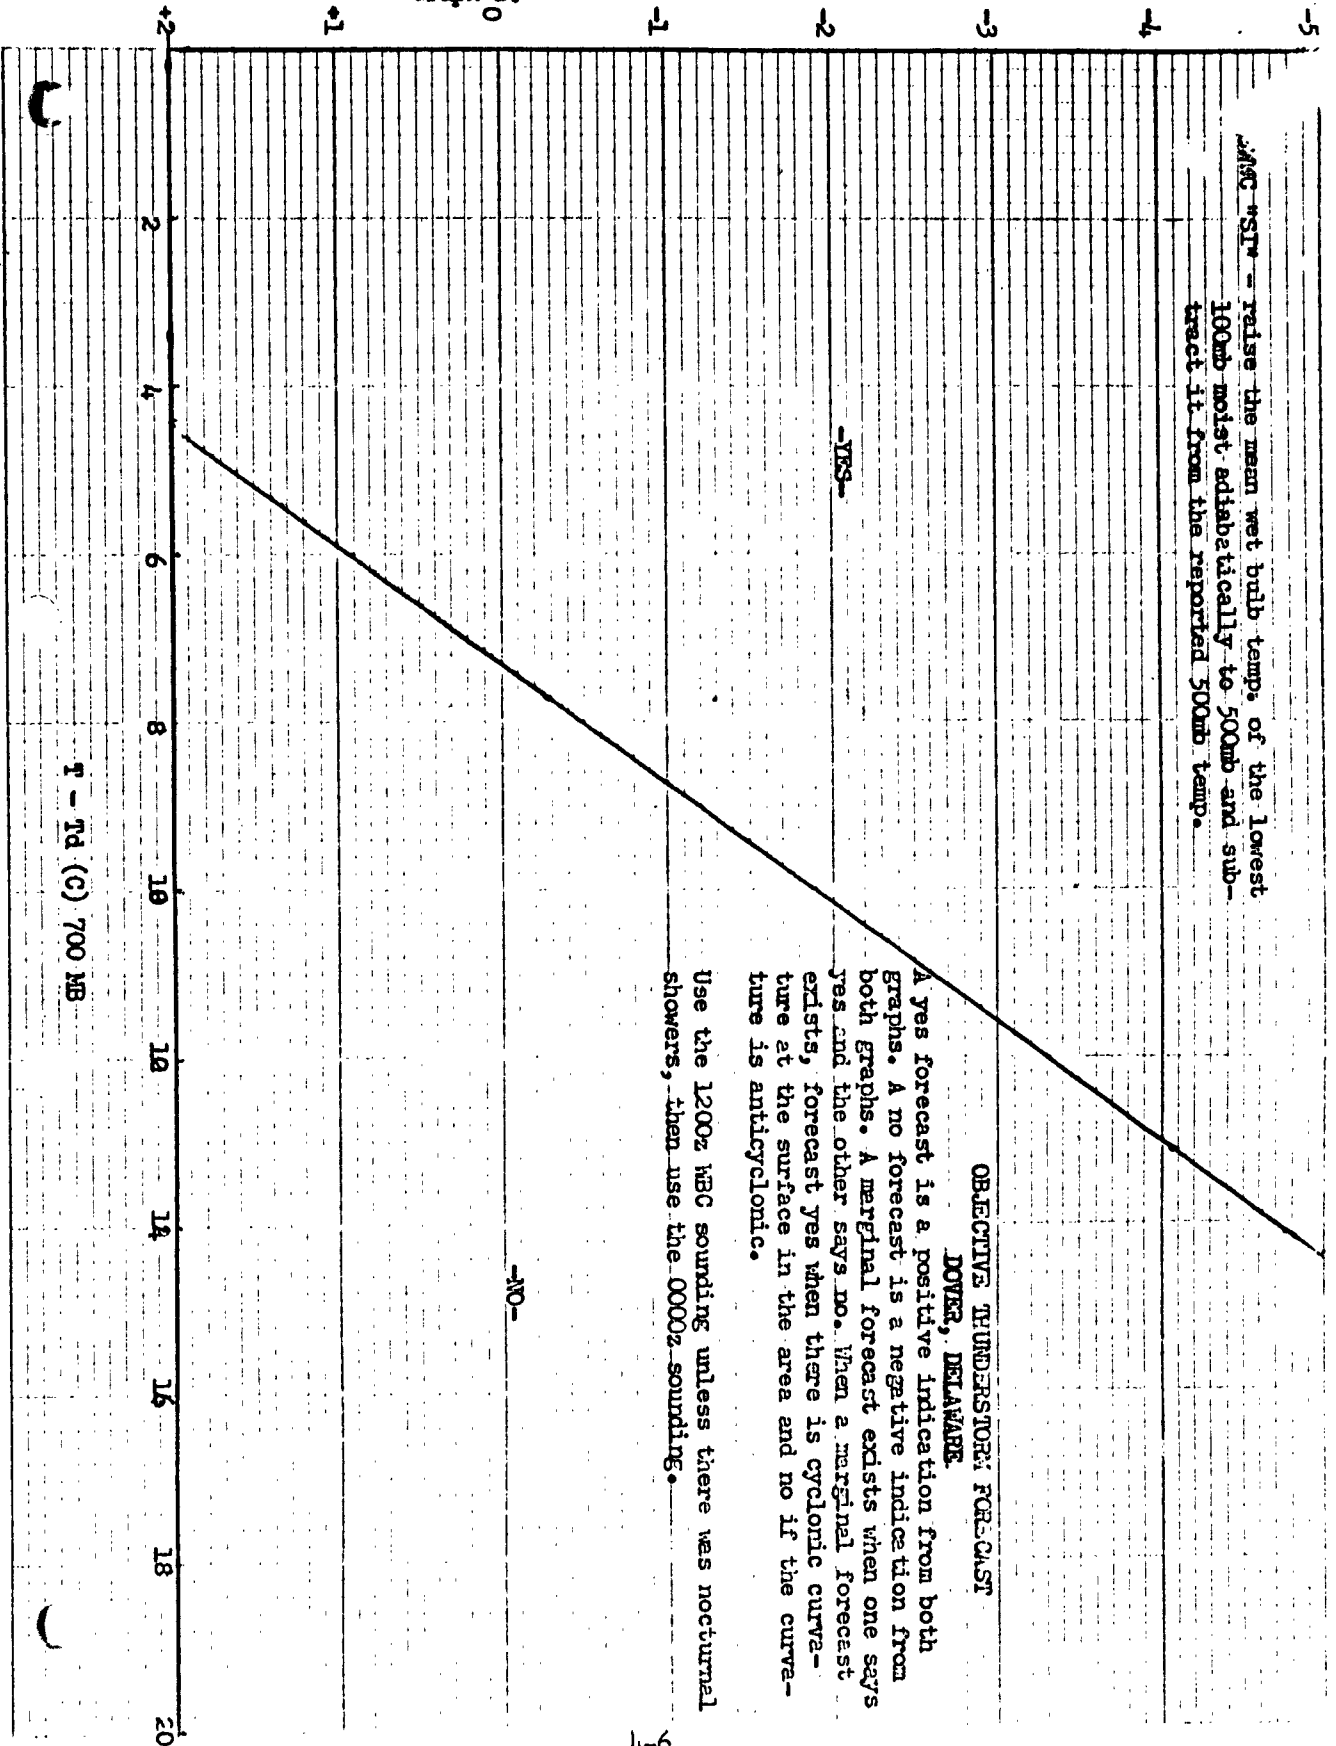 "SI" - raise the mean wet bulb temp. of the lowest
100mb moist adiabatically to 500mb and sub-
tract it from the reported 500mb temp.
-YES-
OBJECTIVE THUNDERSTORM FORECAST
DOVER, DELAWARE
A yes forecast is a positive indication from both
graphs. A no forecast is a negative indication from
both graphs. A marginal forecast exists when one says
yes and the other says no. When a marginal forecast
exists, forecast yes when there is cyclonic curva-
ture at the surface in the area and no if the curva-
ture is anticyclonic.
Use the 1200z WBC sounding unless there was nocturnal
showers, then use the 0000z sounding.
-NO-
-5
-4
-3
-2
-1
0
+1
+2
2
4
6
8
10
10
14
16
18
20
T - Td (C) 700 MB